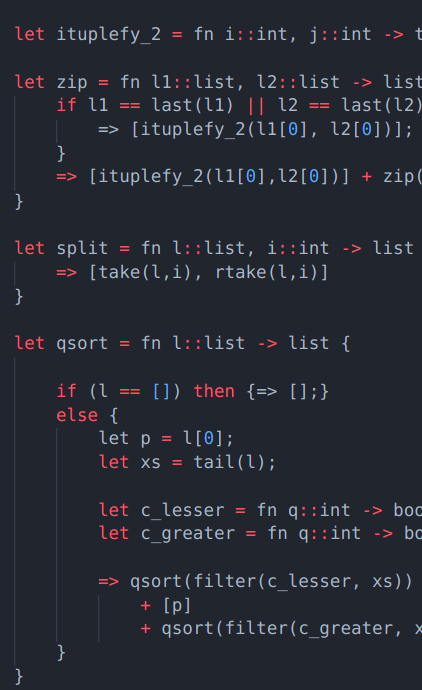 let ituplefy_2 = fn i::int, j::int -> t
let zip = fn l1::list, l2::list -> list
if l1 == last(l1) || l2 == last(l2)
=> [ituplefy_2(l1[0], l2[0])];
}
=> [ituplefy_2(l1[0],l2[0])] + zip(
}
let split = fn l::list, i::int -> list
=> [take(l,i), rtake(l,i)]
}
let qsort = fn l::list -> list {
if (l == []) then {=> [];}
else {
let p = l[0];
let xs = tail(l);
let c_lesser = fn q::int -> boo
let c_greater = fn q::int -> bo
=> qsort(filter(c_lesser, xs))
+ [p]
+ qsort(filter(c_greater, x
}
}